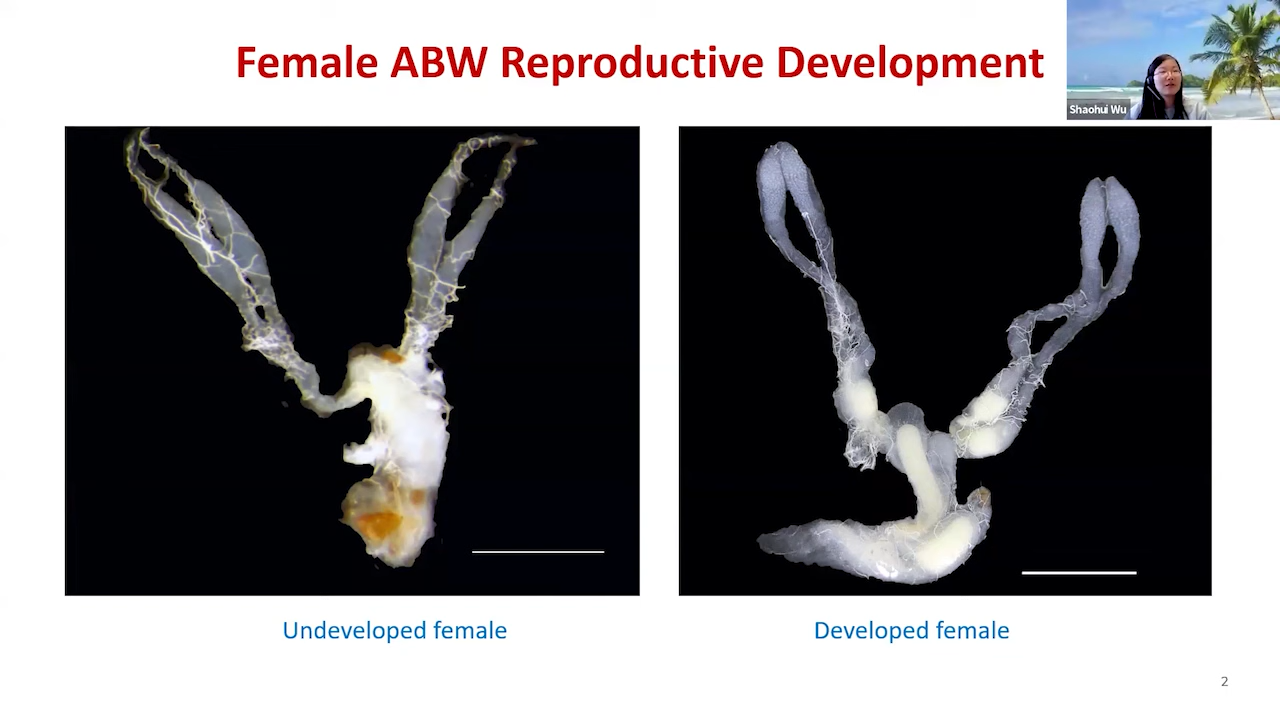 Female ABW Reproductive Development
Shaohui Wu
Undeveloped female
Developed female
2